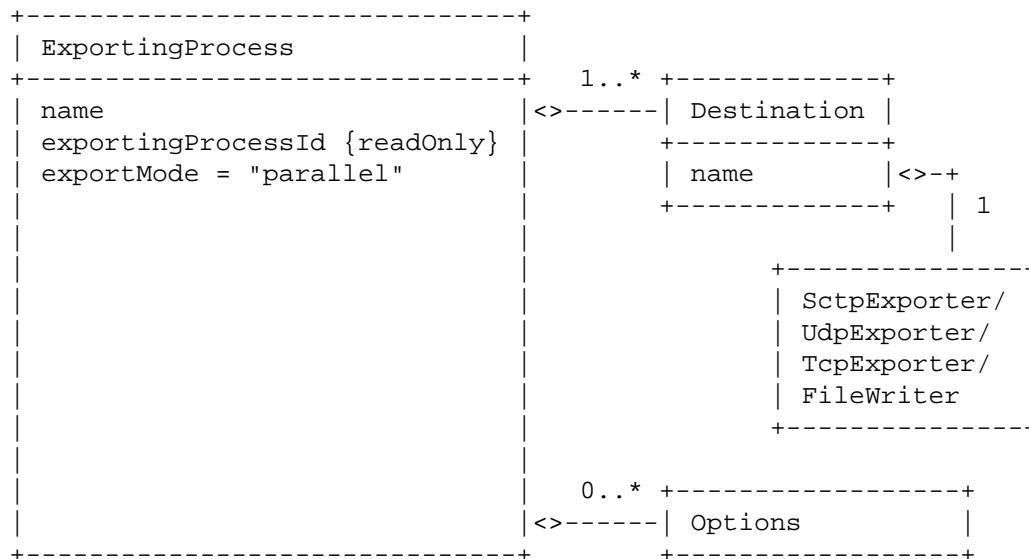 ExportingProcess
1..*
name
<> Destination
exportingProcessId {readOnly}
exportMode = "parallel"
name <>
1
SctpExporter/
UdpExporter/
TcpExporter/
FileWriter
0..*
<> Options